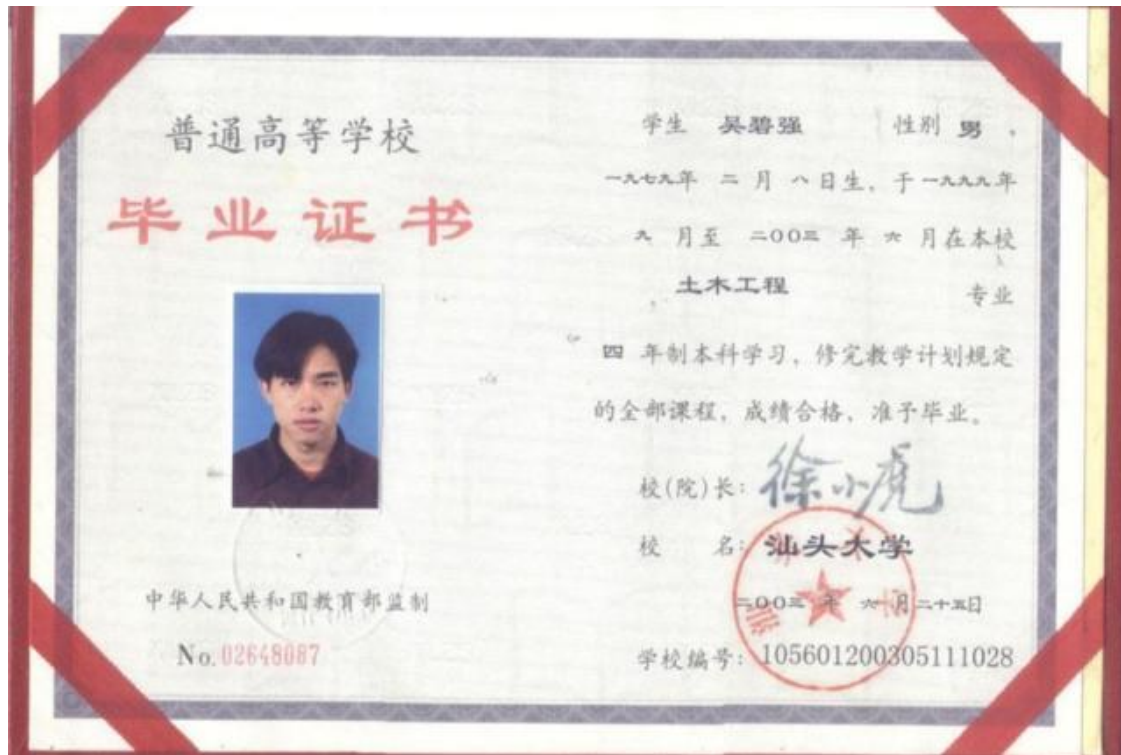 普通高等学校
毕业证书
中华人民共和国教育部监制
No.02648087
学生 吴碧强 性别 男 ,
一九七九年 二 月 八 日生, 于一九九九年
九 月至 二00三 年 六 月在本校
土木工程 专业
四 年制本科学习, 修完教学计划规定
的全部课程, 成绩合格, 准予毕业。
校(院)长: 徐小虎
校 名: 汕头大学
二00三 年 六 月二十五日
学校编号: 105601200305111028